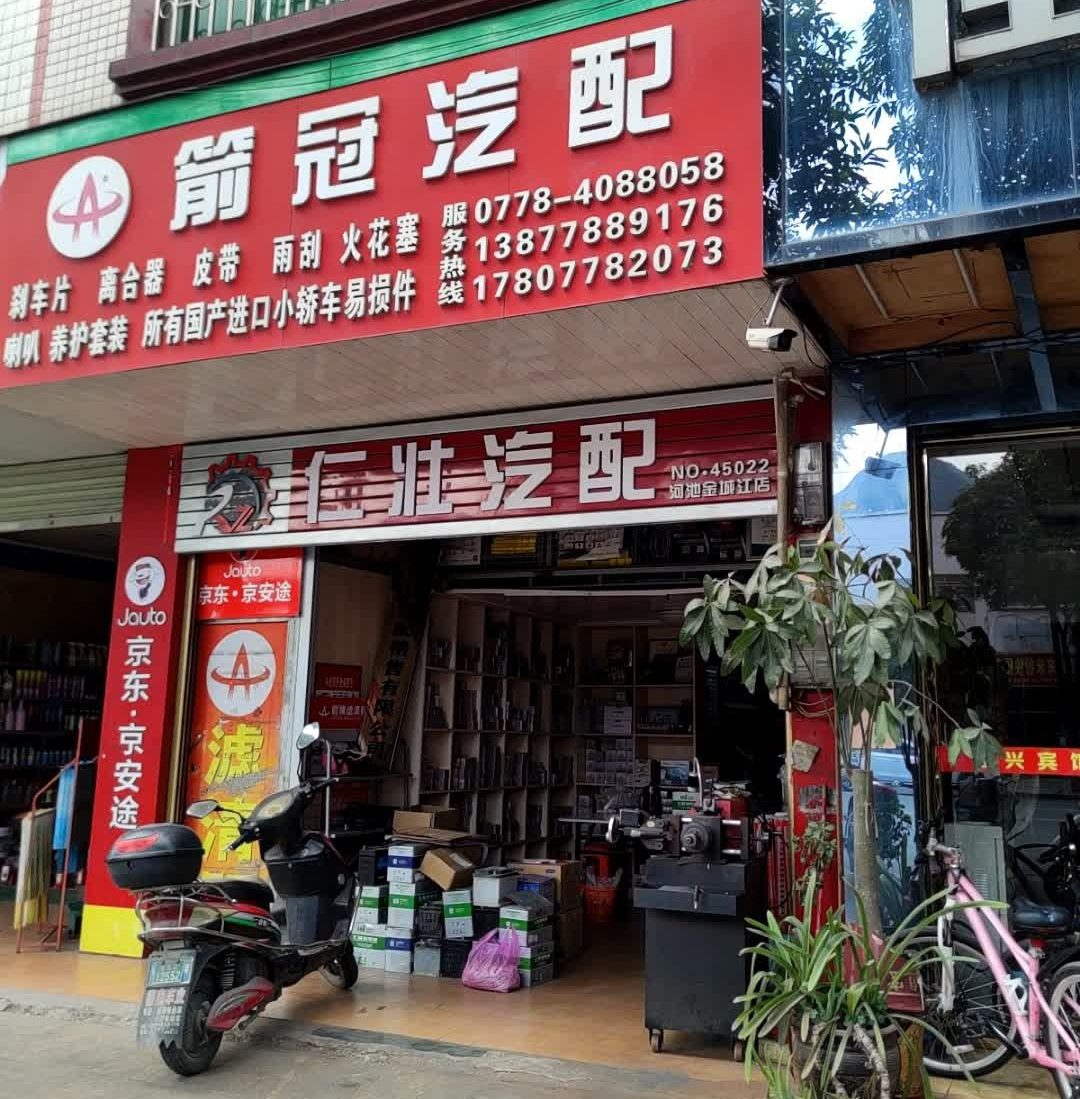 箭冠汽配
刹车片 离合器 皮带 雨刮 火花塞
喇叭 养护套装 所有国产进口小轿车易损件
服务热线
0778-4088058
13877889176
17807782073
仁壮汽配
NO.45022
河池金城江店
Jauto
京东·京安途
Jauto
京东·京安途
滤清
兴宾馆